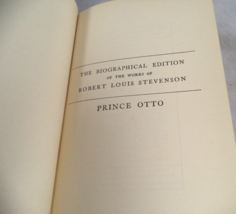 THE BIOGRAPHICAL EDITION
OF THE WORKS OF
ROBERT LOUIS STEVENSON
PRINCE OTTO